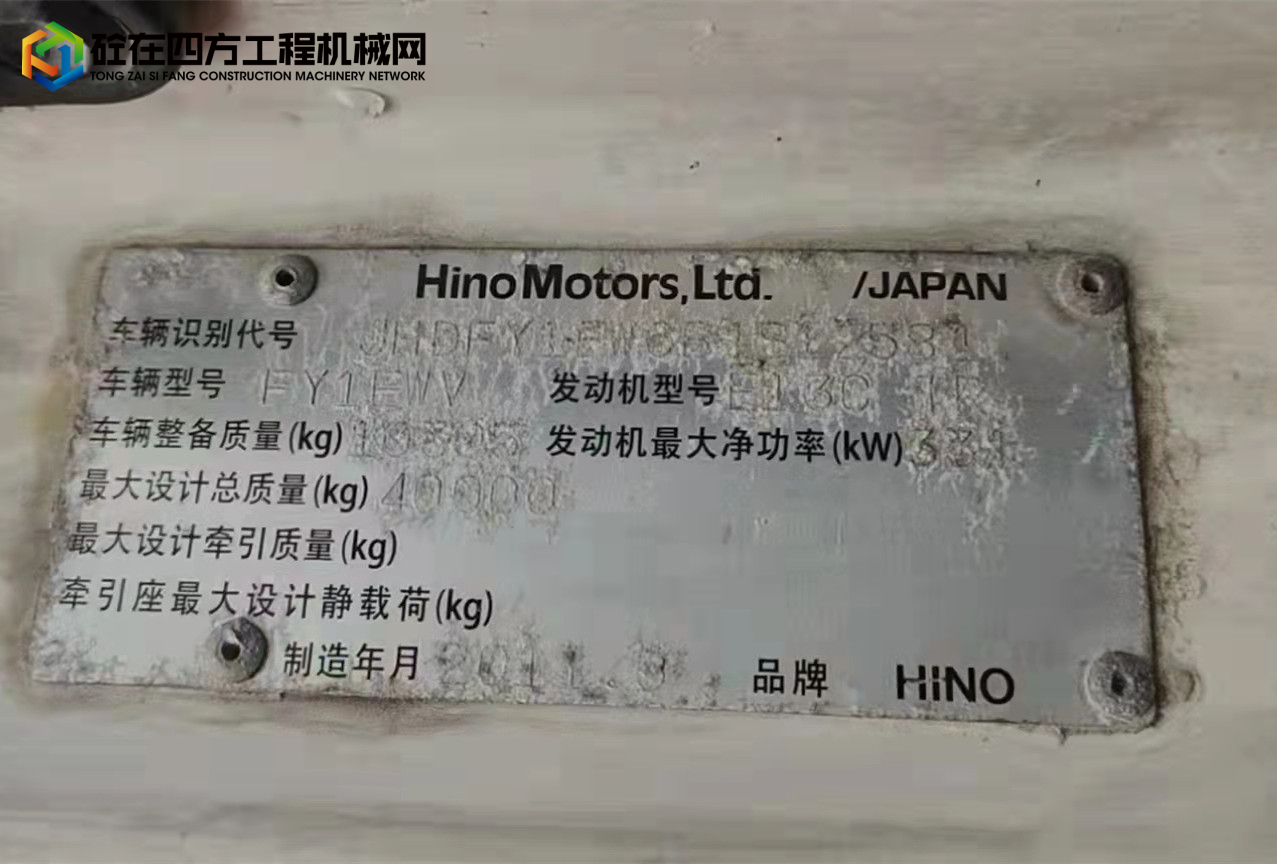 砼在四方工程机械网
TONG ZAI SI FANG CONSTRUCTION MACHINERY NETWORK
Hino Motors, Ltd. /JAPAN
车辆识别代号
车辆型号 FY1EWV 发动机型号 E13C
车辆整备质量(kg) 发动机最大净功率(kW) 331
最大设计总质量(kg) 40000
最大设计牵引质量(kg)
牵引座最大设计静载荷(kg)
制造年月 品牌 HINO